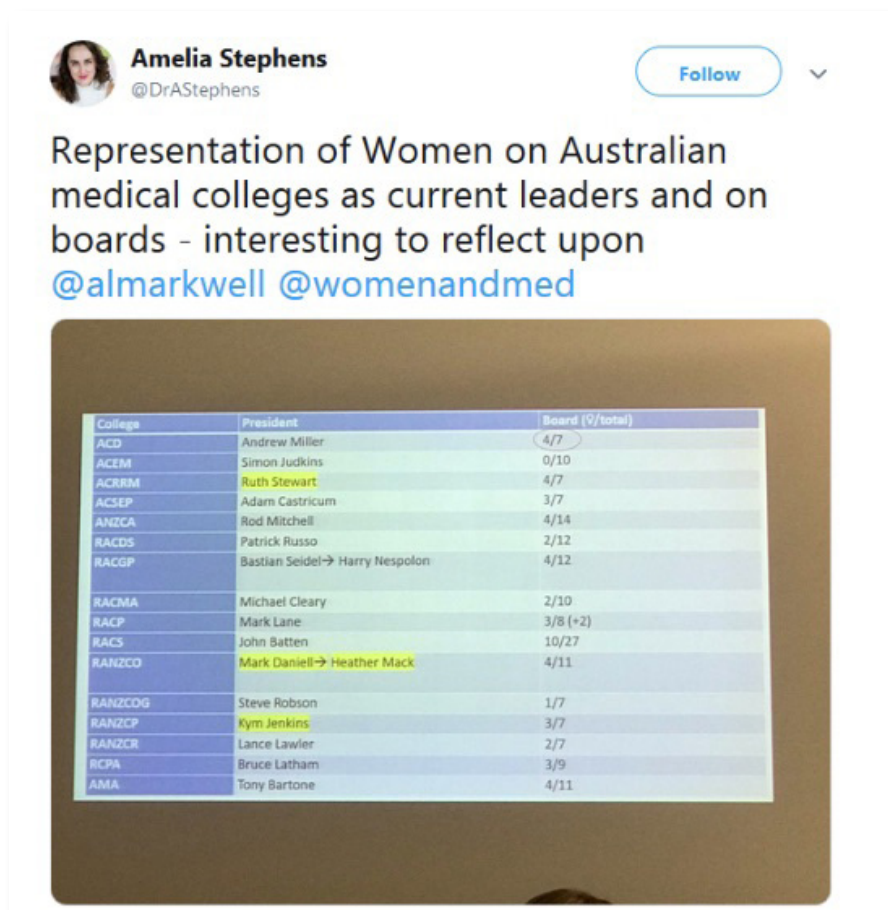 Amelia Stephens
@DrAStephens
Follow
Representation of Women on Australian
medical colleges as current leaders and on
boards - interesting to reflect upon
@almarkwell @womenandmed
College President Board (♀/total)
ACD Andrew Miller 4/7
ACEM Simon Judkins 0/10
ACRRM Ruth Stewart 4/7
ACSEP Adam Castricum 3/7
ANZCA Rod Mitchell 4/14
RACDS Patrick Russo 2/12
RACGP Bastian Seidel→ Harry Nespolon 4/12
RACMA Michael Cleary 2/10
RACP Mark Lane 3/8 (+2)
RACS John Batten 10/27
RANZCO Mark Daniell→ Heather Mack 4/11
RANZCOG Steve Robson 1/7
RANZCP Kym Jenkins 3/7
RANZCR Lance Lawler 2/7
RCPA Bruce Latham 3/9
AMA Tony Bartone 4/11